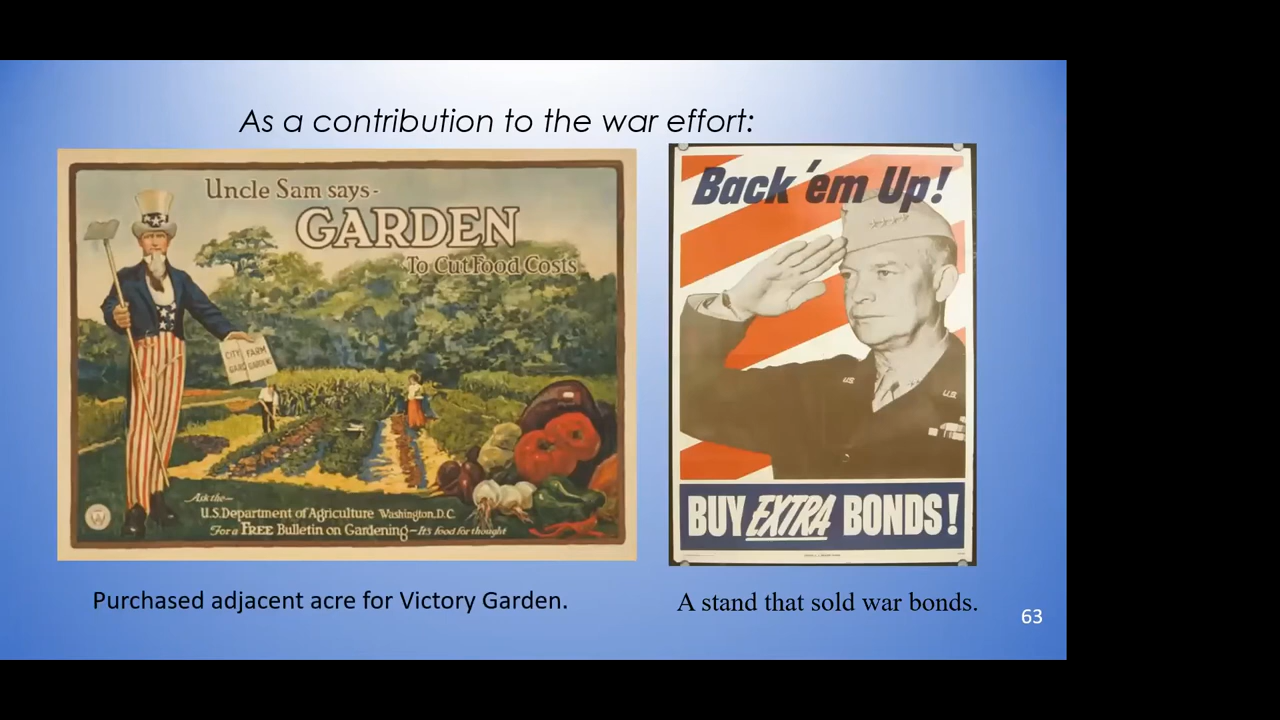 As a contribution to the war effort:
Uncle Sam says-
GARDEN
To Cut Food Costs
CITY FARM
GARDENS
Ask the—
U.S. Department of Agriculture Washington, D.C.
For a FREE Bulletin on Gardening—It's food for thought
W
Back 'em Up!
U.S.
U.S.
BUY EXTRA BONDS!
Purchased adjacent acre for Victory Garden.
A stand that sold war bonds.
63